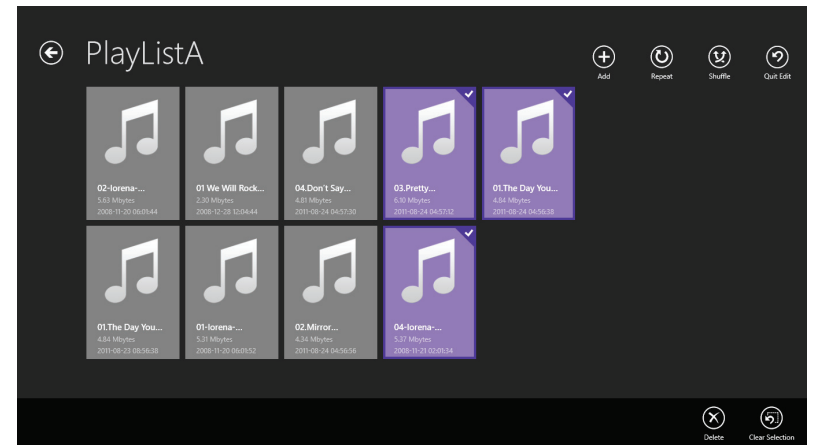 PlayListA
Add
Repeat
Shuffle
Quit Edit
02-lorena-...
5.63 Mbytes
2008-11-20 06:01:44
01 We Will Rock...
2.30 Mbytes
2008-12-28 12:04:44
04.Don't Say...
4.81 Mbytes
2011-08-24 04:57:30
03.Pretty...
6.10 Mbytes
2011-08-24 04:57:12
01.The Day You...
4.84 Mbytes
2011-08-24 04:56:38
01.The Day You...
4.84 Mbytes
2011-08-23 08:56:38
01-lorena-...
5.31 Mbytes
2008-11-20 06:01:52
02.Mirror...
4.34 Mbytes
2011-08-24 04:56:56
04-lorena-...
5.37 Mbytes
2008-11-21 02:01:34
Delete
Clear Selection